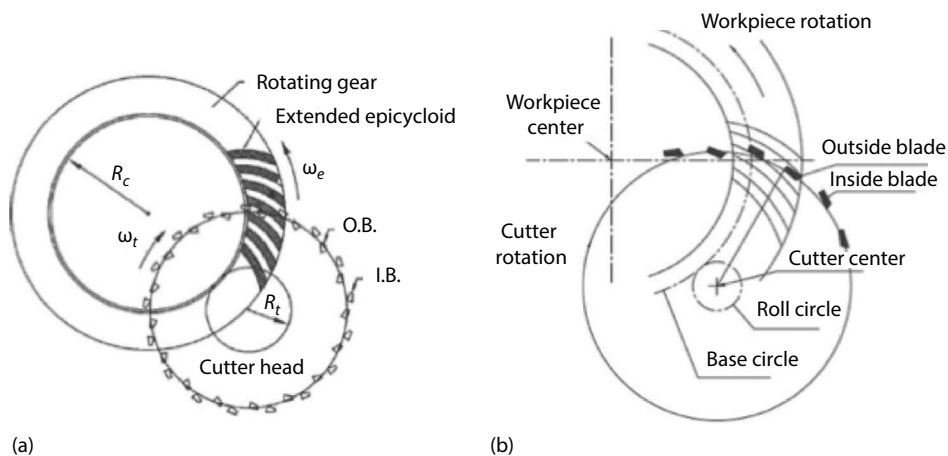 Rotating gear
Extended epicycloid
R_c
ω_e
ω_t
O.B.
I.B.
R_t
Cutter head
(a)
Workpiece rotation
Workpiece
center
Outside blade
Inside blade
Cutter
rotation
Cutter center
Roll circle
Base circle
(b)